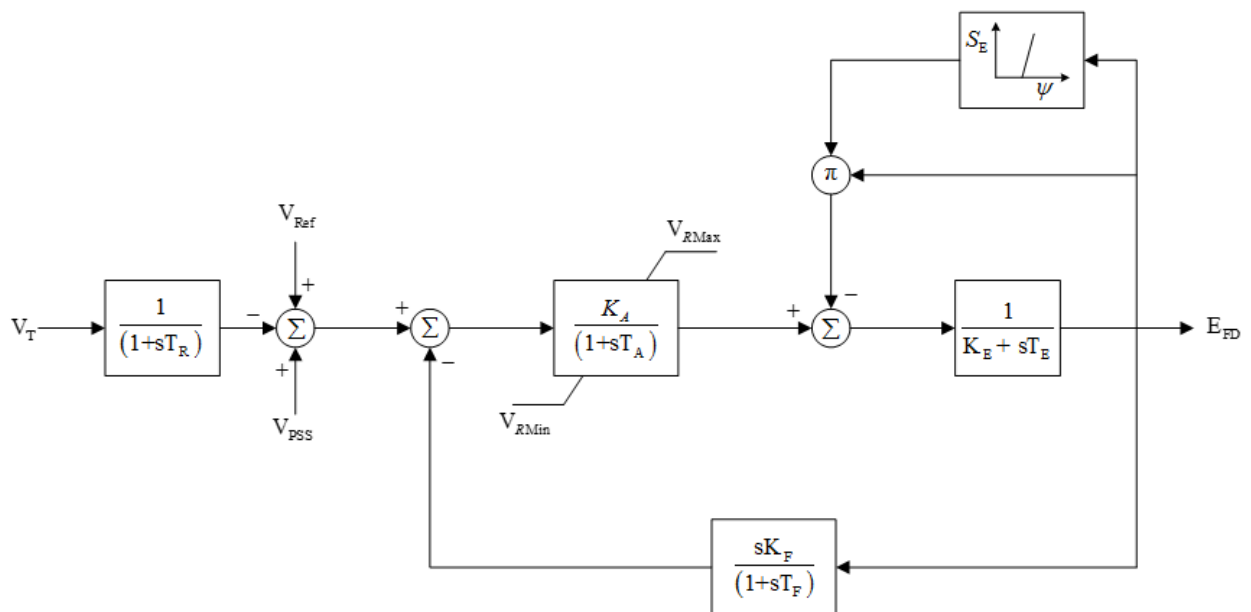 S_E
ψ
π
V_Ref
V_RMax
+
−
1
(1+sT_R)
V_T
−
Σ
+
V_PSS
+
Σ
−
K_A
(1+sT_A)
V_RMin
+
Σ
1
K_E + sT_E
E_FD
sK_F
(1+sT_F)